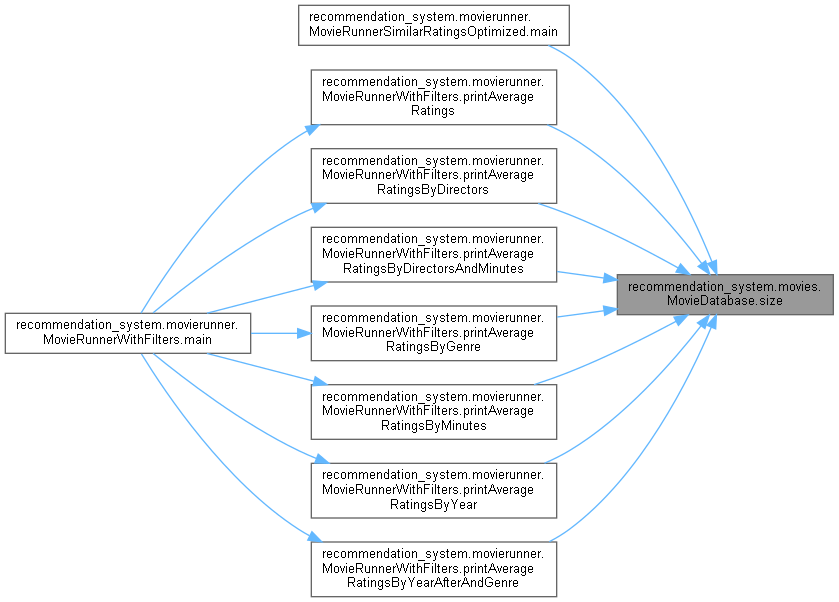 recommendation_system.movierunner.
MovieRunnerSimilarRatingsOptimized.main
recommendation_system.movierunner.
MovieRunnerWithFilters.printAverage
Ratings
recommendation_system.movierunner.
MovieRunnerWithFilters.printAverage
RatingsByDirectors
recommendation_system.movierunner.
MovieRunnerWithFilters.printAverage
RatingsByDirectorsAndMinutes
recommendation_system.movies.
MovieDatabase.size
recommendation_system.movierunner.
MovieRunnerWithFilters.main
recommendation_system.movierunner.
MovieRunnerWithFilters.printAverage
RatingsByGenre
recommendation_system.movierunner.
MovieRunnerWithFilters.printAverage
RatingsByMinutes
recommendation_system.movierunner.
MovieRunnerWithFilters.printAverage
RatingsByYear
recommendation_system.movierunner.
MovieRunnerWithFilters.printAverage
RatingsByYearAfterAndGenre